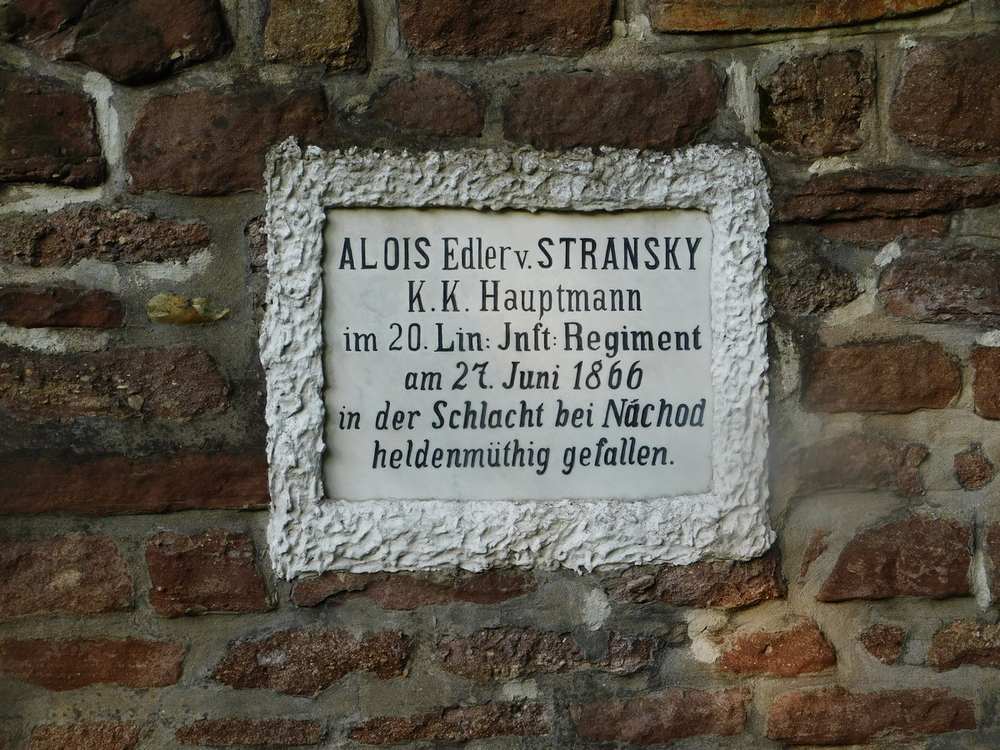 ALOIS Edler v. STRANSKY
K.K. Hauptmann
im 20. Lin: Jnft: Regiment
am 27. Juni 1866
in der Schlacht bei Náchod
heldenmüthig gefallen.